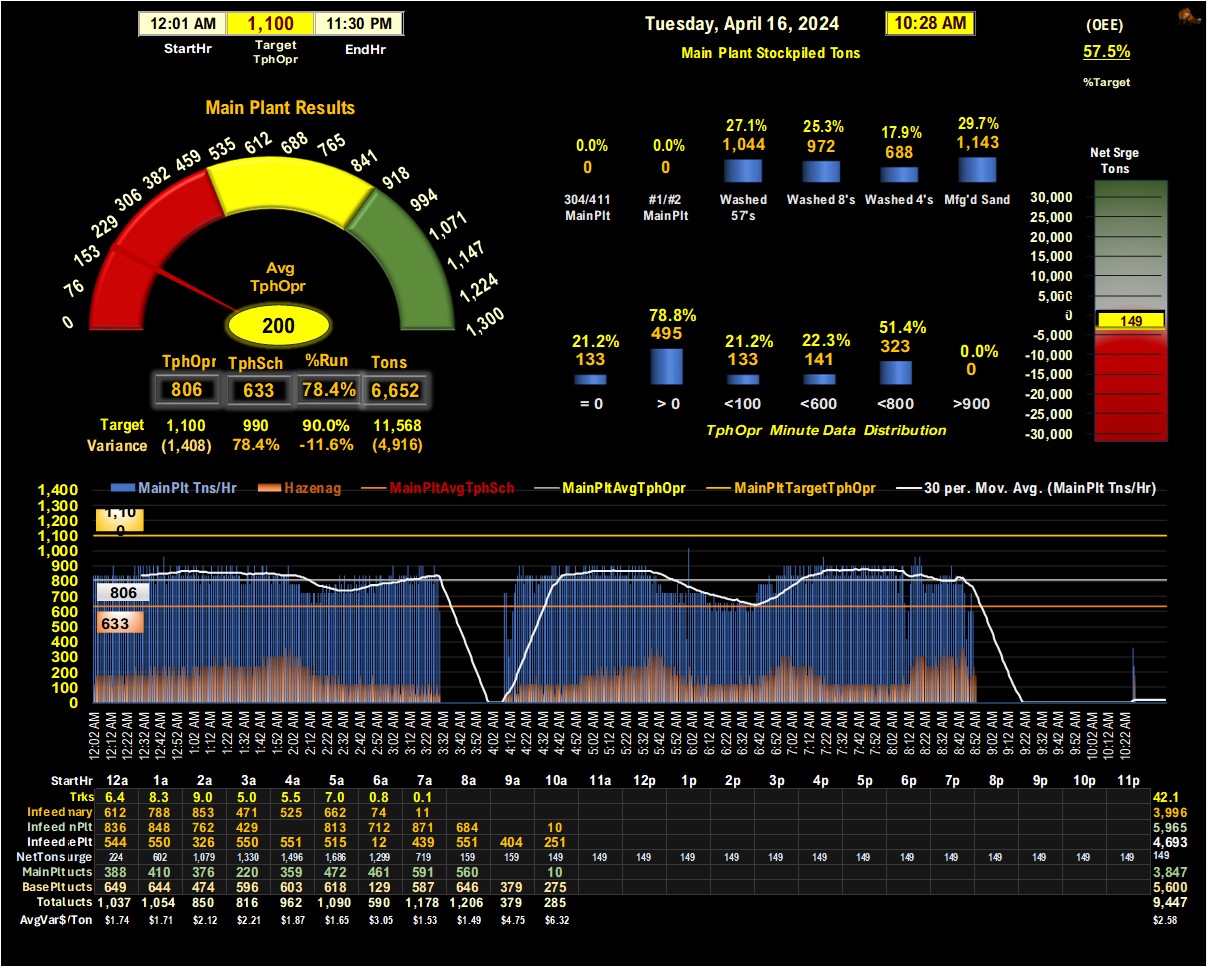 12:01 AM 1,100 11:30 PM
StartHr Target TphOpr EndHr
Tuesday, April 16, 2024 10:28 AM
Main Plant Stockpiled Tons
(OEE)
57.5%
%Target
Main Plant Results
0 76 153 229 306 382 459 535 612 688 765 841 918 994 1,071 1,147 1,224 1,300
Avg
TphOpr
200
TphOpr TphSch %Run Tons
806 633 78.4% 6,652
Target 1,100 990 90.0% 11,568
Variance (1,408) 78.4% -11.6% (4,916)
0.0% 0.0% 27.1% 25.3% 17.9% 29.7%
0 0 1,044 972 688 1,143
304/411 MainPlt #1/#2 MainPlt Washed 57's Washed 8's Washed 4's Mfg'd Sand
21.2% 78.8% 21.2% 22.3% 51.4% 0.0%
133 495 133 141 323 0
= 0 > 0 <100 <600 <800 >900
TphOpr Minute Data Distribution
Net Srge
Tons
30,000
25,000
20,000
15,000
10,000
5,000
0
149
-5,000
-10,000
-15,000
-20,000
-25,000
-30,000
MainPlt Tns/Hr Hazenag MainPltAvgTphSch MainPltAvgTphOpr MainPltTargetTphOpr 30 per. Mov. Avg. (MainPlt Tns/Hr)
1,400
1,300
1,100
1,100
1,000
900
800
806
700
600
633
500
400
300
200
100
0
12:02 AM 12:12 AM 12:22 AM 12:32 AM 12:42 AM 12:52 AM 1:02 AM 1:12 AM 1:22 AM 1:32 AM 1:42 AM 1:52 AM 2:02 AM 2:12 AM 2:22 AM 2:32 AM 2:42 AM 2:52 AM 3:02 AM 3:12 AM 3:22 AM 3:32 AM 3:42 AM 3:52 AM 4:02 AM 4:12 AM 4:22 AM 4:32 AM 4:42 AM 4:52 AM 5:02 AM 5:12 AM 5:22 AM 5:32 AM 5:42 AM 5:52 AM 6:02 AM 6:12 AM 6:22 AM 6:32 AM 6:42 AM 6:52 AM 7:02 AM 7:12 AM 7:22 AM 7:32 AM 7:42 AM 7:52 AM 8:02 AM 8:12 AM 8:22 AM 8:32 AM 8:42 AM 8:52 AM 9:02 AM 9:12 AM 9:22 AM 9:32 AM 9:42 AM 9:52 AM 10:02 AM 10:12 AM 10:22 AM
StartHr 12a 1a 2a 3a 4a 5a 6a 7a 8a 9a 10a 11a 12p 1p 2p 3p 4p 5p 6p 7p 8p 9p 10p 11p
Trks 6.4 8.3 9.0 5.0 5.5 7.0 0.8 0.1 42.1
Infeed mary 612 788 853 471 525 662 74 11 3,996
Infeed nPlt 836 848 762 429 813 712 871 684 10 5,965
Infeed ePlt 544 550 326 550 551 515 12 439 551 404 251 4,693
NetTons urge 224 602 1,079 1,330 1,496 1,686 1,299 719 159 159 149 149 149 149 149 149 149 149 149 149 149 149 149 149 149
MainPlt ucts 388 410 376 220 359 472 461 591 560 10 3,847
BasePlt ucts 649 644 474 596 603 618 129 587 646 379 275 5,600
Total ucts 1,037 1,054 850 816 962 1,090 590 1,178 1,206 379 285 9,447
AvgVar$/Ton $1.74 $1.71 $2.12 $2.21 $1.87 $1.65 $3.05 $1.53 $1.49 $4.75 $6.32 $2.58